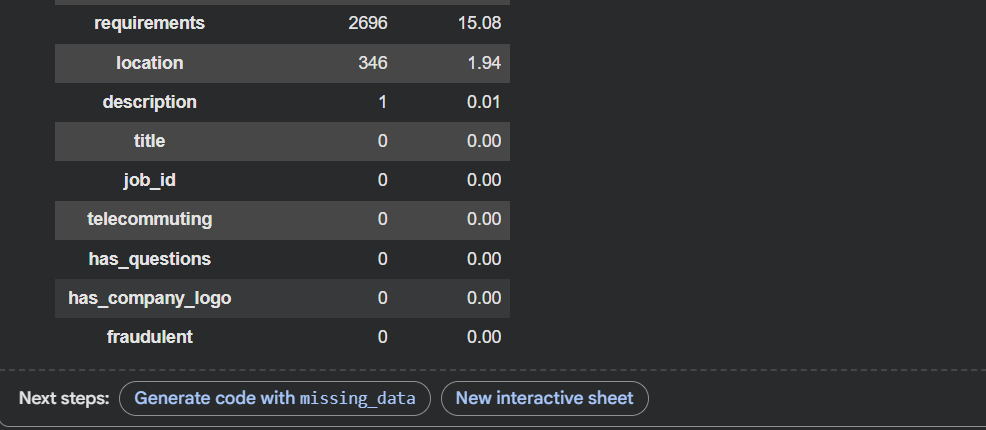 requirements 2696 15.08
location 346 1.94
description 1 0.01
title 0 0.00
job_id 0 0.00
telecommuting 0 0.00
has_questions 0 0.00
has_company_logo 0 0.00
fraudulent 0 0.00
Next steps: Generate code with missing_data New interactive sheet